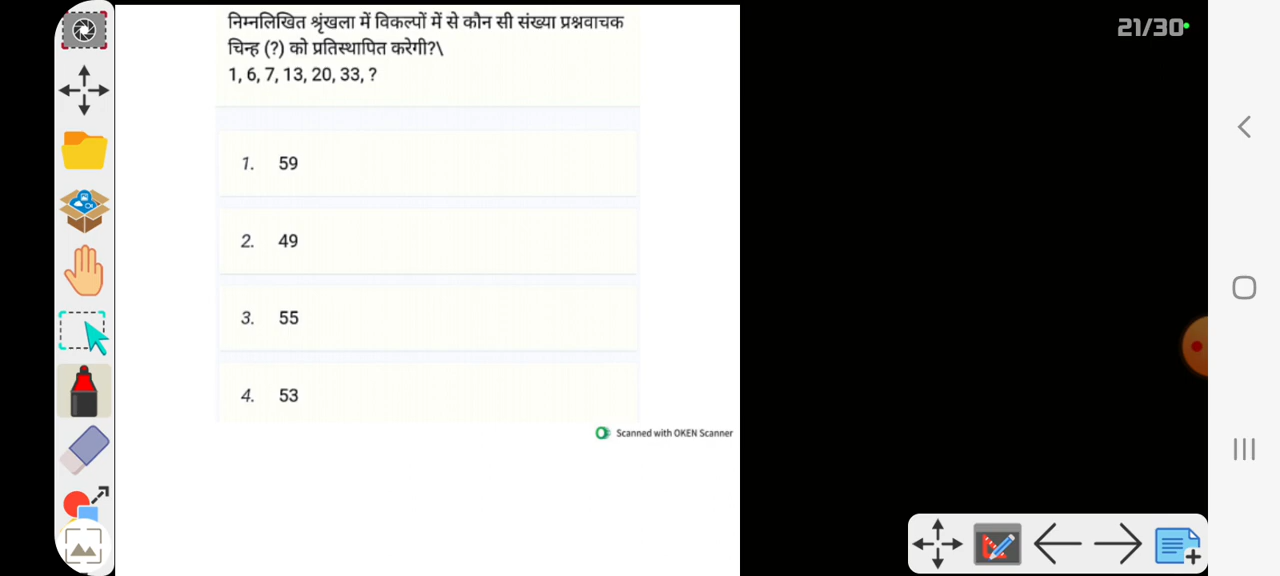 21/30
निम्नलिखित श्रृंखला में विकल्पों में से कौन सी संख्या प्रश्नवाचक
चिन्ह (?) को प्रतिस्थापित करेगी?\
1, 6, 7, 13, 20, 33, ?
1. 59
2. 49
3. 55
4. 53
Scanned with OKEN Scanner